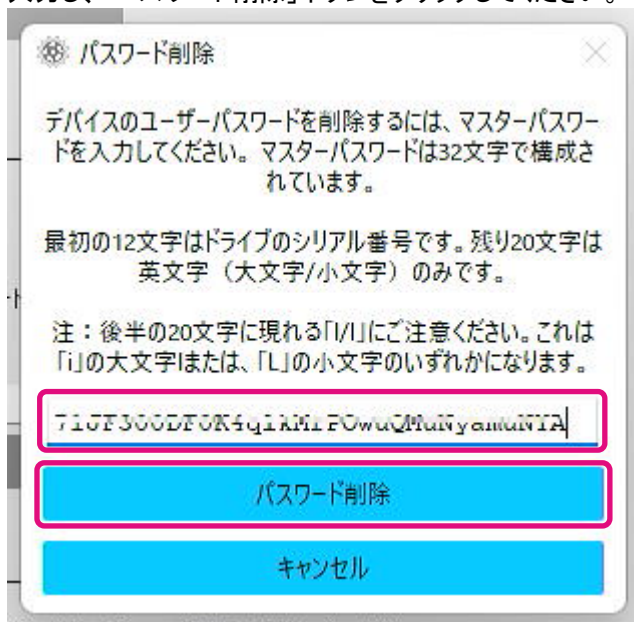 パスワード削除
デバイスのユーザーパスワードを削除するには、マスターパスワー
ドを入力してください。マスターパスワードは32文字で構成さ
れています。
最初の12文字はドライブのシリアル番号です。残り20文字は
英文字（大文字/小文字）のみです。
注：後半の20文字に現れる「I/l」にご注意ください。これは
「i」の大文字Iまたは、「L」の小文字のいずれかになります。
パスワード削除
キャンセル